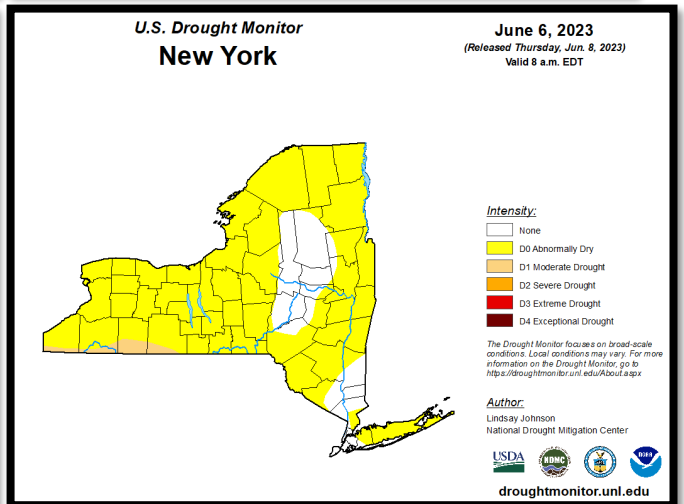 U.S. Drought Monitor
New York
June 6, 2023
(Released Thursday, Jun. 8, 2023)
Valid 8 a.m. EDT
Intensity:
None
D0 Abnormally Dry
D1 Moderate Drought
D2 Severe Drought
D3 Extreme Drought
D4 Exceptional Drought
The Drought Monitor focuses on broad-scale
conditions. Local conditions may vary. For more
information on the Drought Monitor, go to
https://droughtmonitor.unl.edu/About.aspx
Author:
Lindsay Johnson
National Drought Mitigation Center
USDA NDMC NOAA
droughtmonitor.unl.edu